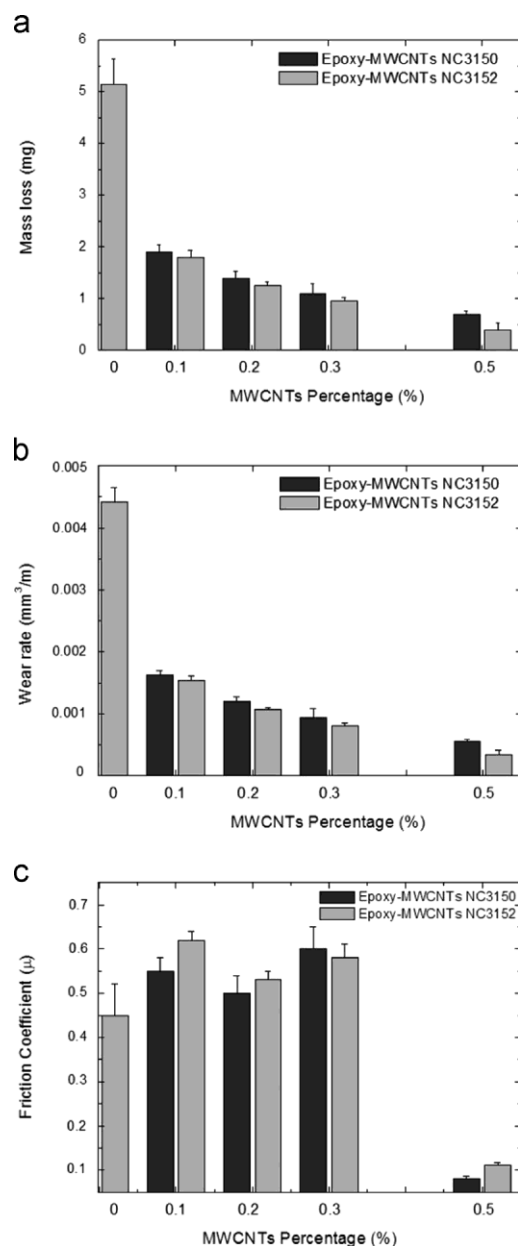 a
6
5
4
3
2
1
0
Mass loss (mg)
Epoxy-MWCNTs NC3150
Epoxy-MWCNTs NC3152
0 0.1 0.2 0.3 0.5
MWCNTs Percentage (%)
b
0.005
0.004
0.003
0.002
0.001
0
Wear rate (mm³/m)
Epoxy-MWCNTs NC3150
Epoxy-MWCNTs NC3152
0 0.1 0.2 0.3 0.5
MWCNTs Percentage (%)
c
0.7
0.6
0.5
0.4
0.3
0.2
0.1
Friction Coefficient (μ)
Epoxy-MWCNTs NC3150
Epoxy-MWCNTs NC3152
0 0.1 0.2 0.3 0.5
MWCNTs Percentage (%)